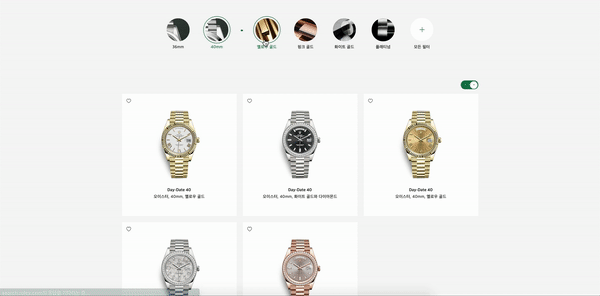 36mm
40mm
옐로우 골드
핑크 골드
화이트 골드
플래티넘
모든 필터
Day-Date 40
오이스터, 40mm, 옐로우 골드
Day-Date 40
오이스터, 40mm, 화이트 골드와 다이아몬드
Day-Date 40
오이스터, 40mm, 옐로우 골드